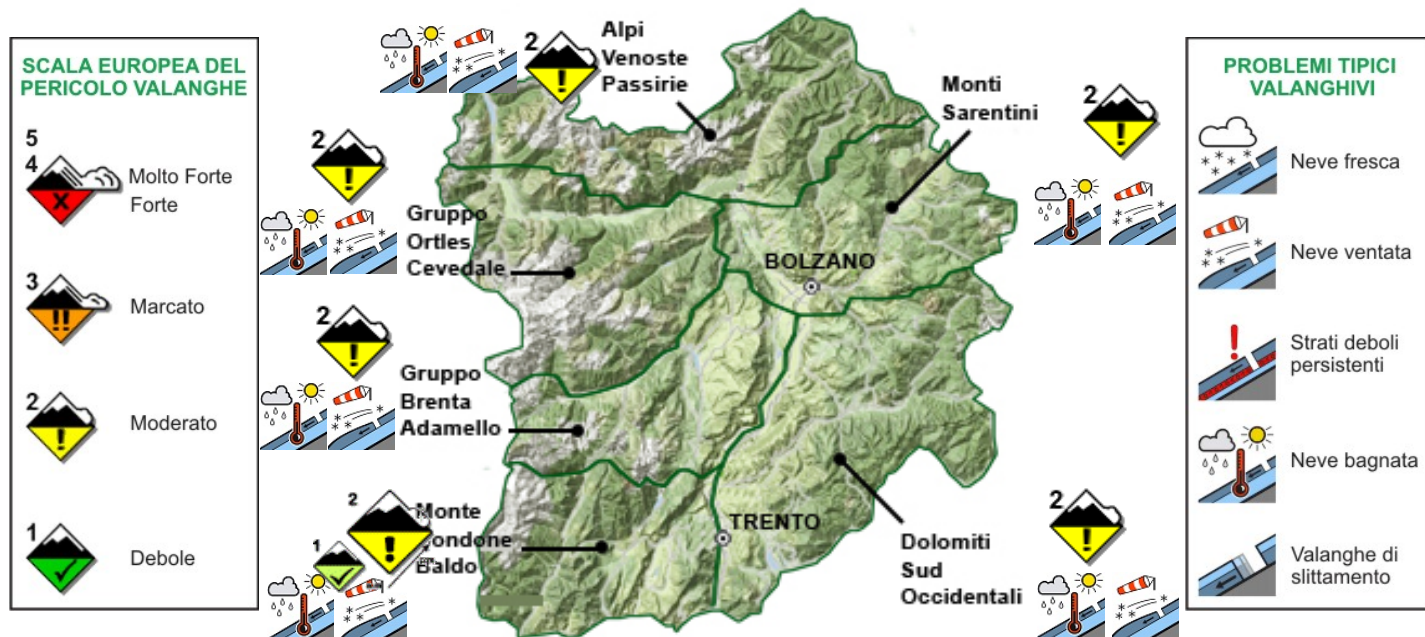 SCALA EUROPEA DEL
PERICOLO VALANGHE
5
4
Molto Forte
Forte
3
Marcato
2
Moderato
1
Debole
2
Alpi
Venoste
Passirie
Monti
Sarentini
2
2
Gruppo
Ortles
Cevedale
BOLZANO
2
Gruppo
Brenta
Adamello
2
1
Monte
Bondone
Baldo
TRENTO
Dolomiti
Sud
Occidentali
2
PROBLEMI TIPICI
VALANGHIVI
Neve fresca
Neve ventata
Strati deboli
persistenti
Neve bagnata
Valanghe di
slittamento